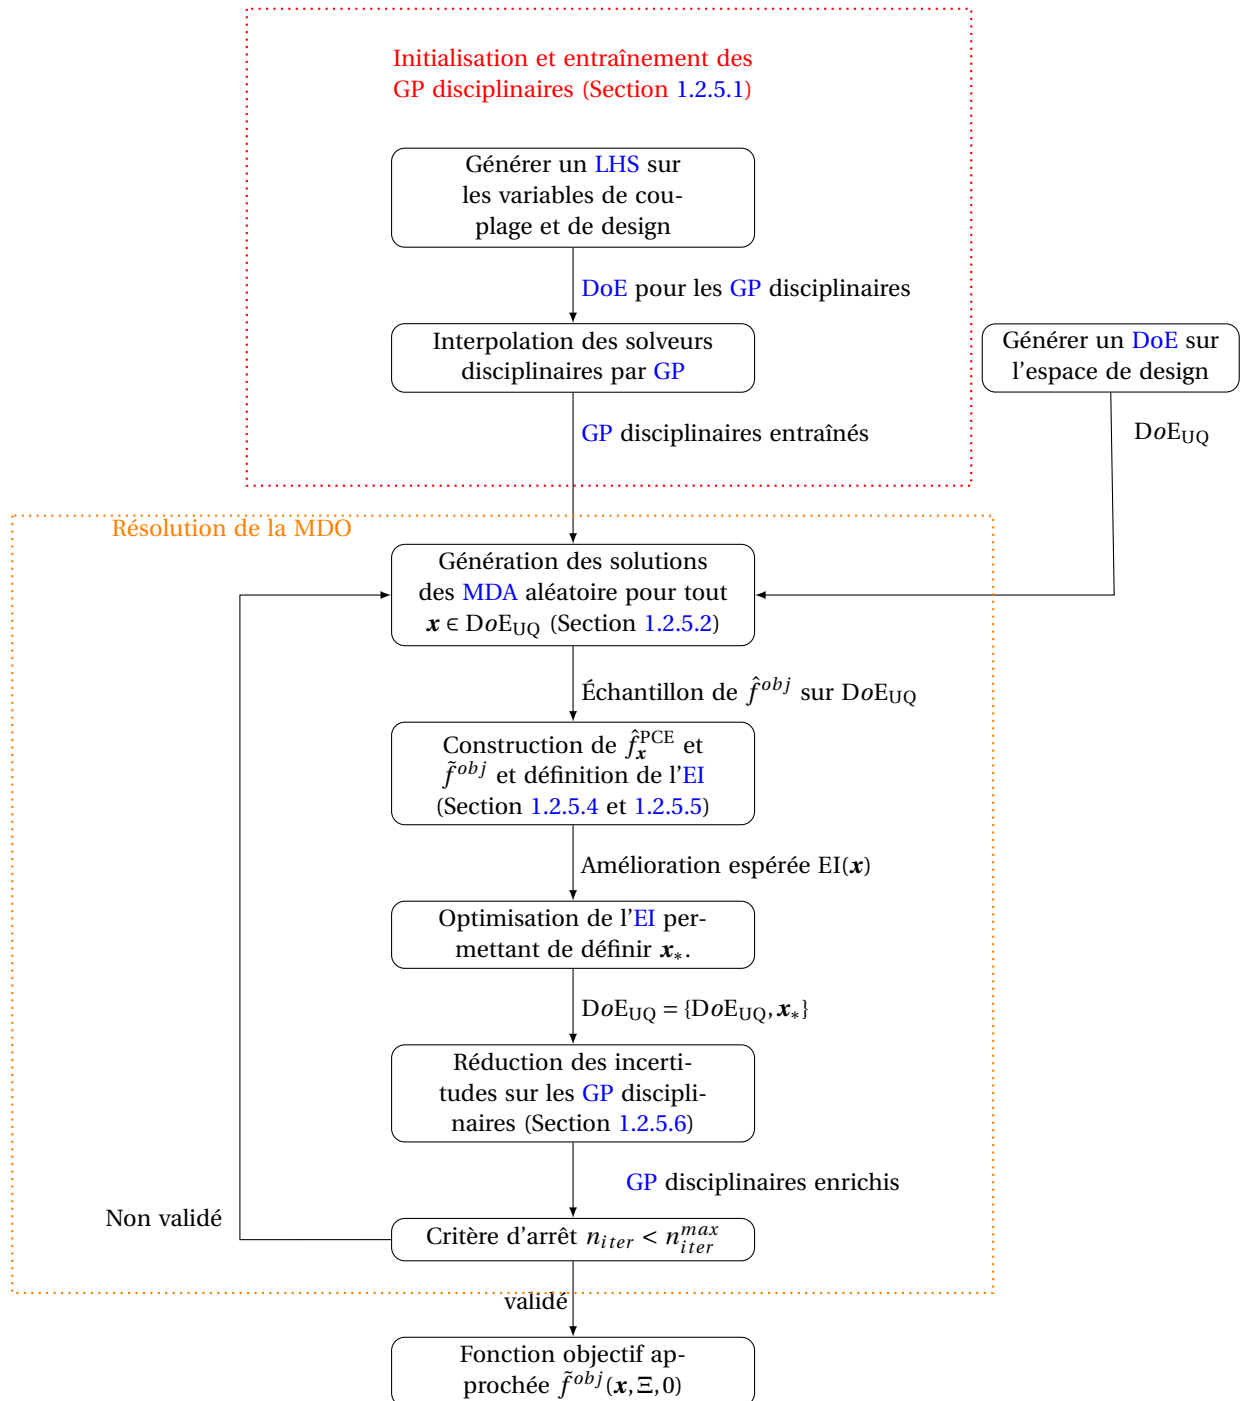 Initialisation et entraînement des
GP disciplinaires (Section 1.2.5.1)
Générer un LHS sur
les variables de cou-
plage et de design
DoE pour les GP disciplinaires
Interpolation des solveurs
disciplinaires par GP
Générer un DoE sur
l'espace de design
GP disciplinaires entraînés
DoE_UQ
Résolution de la MDO
Génération des solutions
des MDA aléatoire pour tout
x ∈ DoE_UQ (Section 1.2.5.2)
Échantillon de f̂^obj sur DoE_UQ
Construction de f̂_x^PCE et
f̃^obj et définition de l'EI
(Section 1.2.5.4 et 1.2.5.5)
Amélioration espérée EI(x)
Optimisation de l'EI per-
mettant de définir x_*.
DoE_UQ = {DoE_UQ, x_*}
Réduction des incerti-
tudes sur les GP discipli-
naires (Section 1.2.5.6)
GP disciplinaires enrichis
Non validé
Critère d'arrêt n_iter < n_iter^max
validé
Fonction objectif ap-
prochée f̃^obj(x, Ξ, 0)